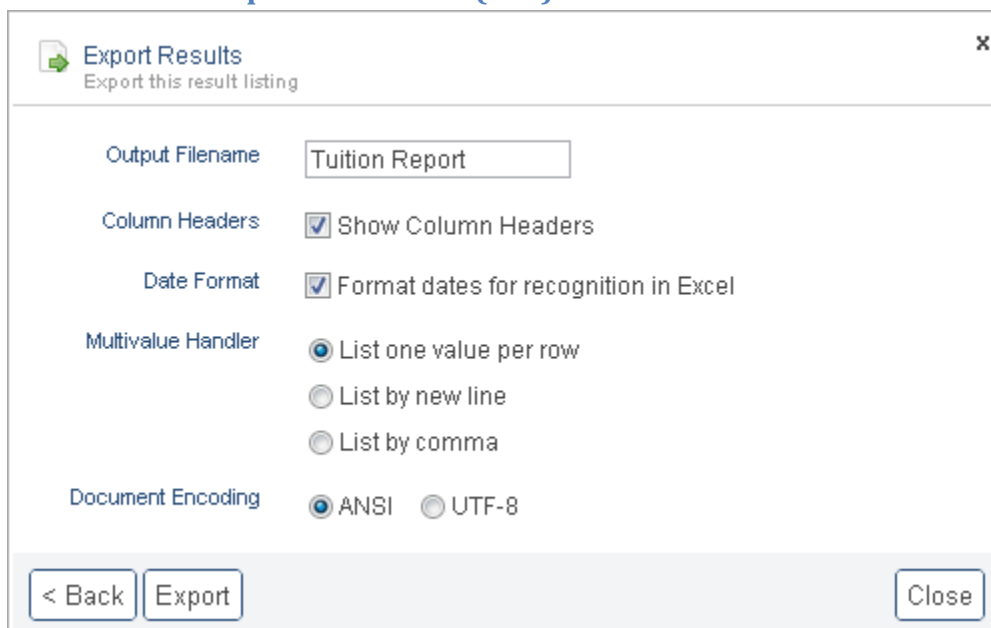 Export Results
x
Export this result listing
Output Filename
Tuition Report
Column Headers
Show Column Headers
Date Format
Format dates for recognition in Excel
Multivalue Handler
List one value per row
List by new line
List by comma
Document Encoding
ANSI
UTF-8
< Back
Export
Close